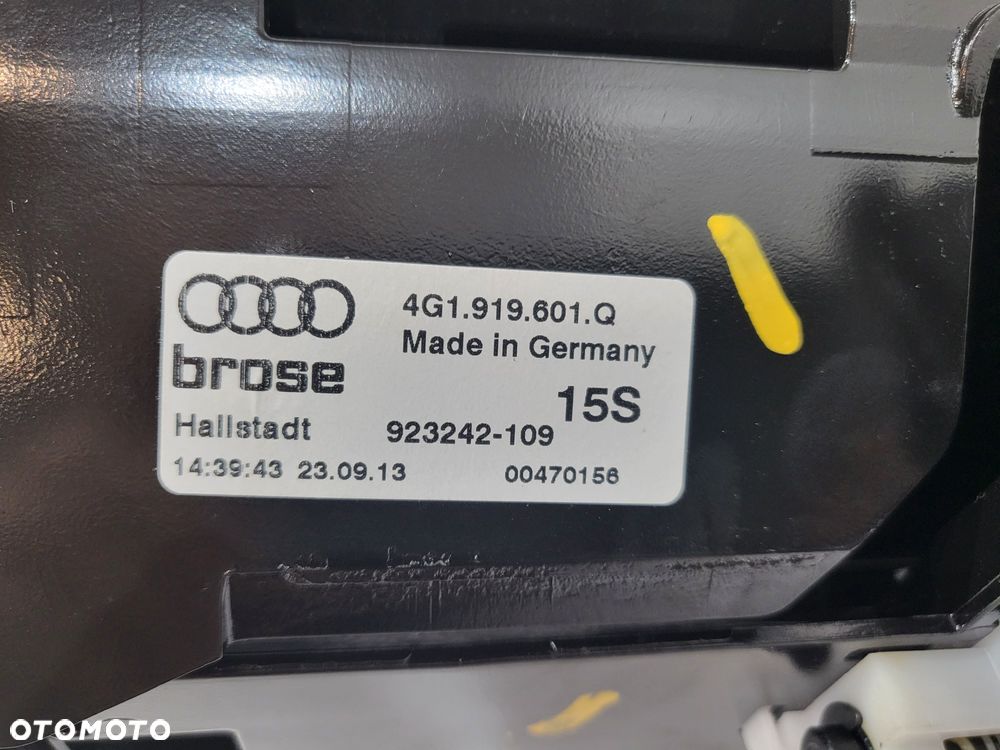 4G1.919.601.Q
Made in Germany
brose
15S
Hallstadt 923242-109
14:39:43 23.09.13 00470156
OTOMOTO